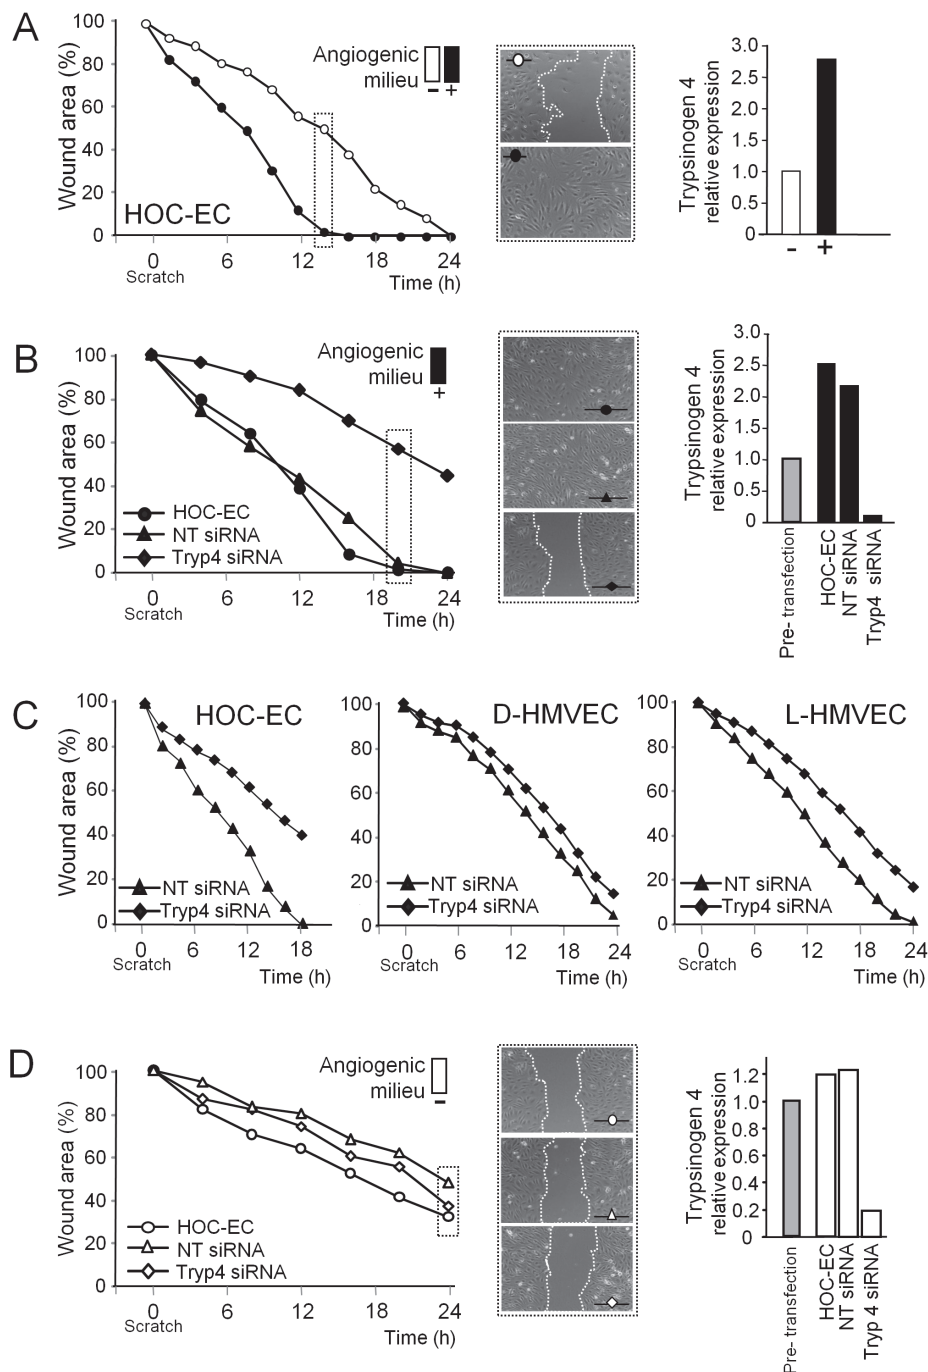 A
Wound area (%)
100
80
60
40
20
0
HOC-EC
Angiogenic
milieu
- +
0 6 12 18 24
Scratch
Time (h)
Trypsinogen 4
relative expression
3.0
2.5
2.0
1.5
1.0
0.5
0
- +
B
Wound area (%)
100
80
60
40
20
0
Angiogenic
milieu
+
HOC-EC
NT siRNA
Tryp4 siRNA
0 6 12 18 24
Scratch
Time (h)
Trypsinogen 4
relative expression
3.0
2.5
2.0
1.5
1.0
0.5
0
Pre- transfection
HOC-EC
NT siRNA
Tryp4 siRNA
C
Wound area (%)
100
80
60
40
20
0
HOC-EC
NT siRNA
Tryp4 siRNA
0 6 12 18
Scratch
Time (h)
100
80
60
40
20
0
D-HMVEC
NT siRNA
Tryp4 siRNA
0 6 12 18 24
Scratch
Time (h)
100
80
60
40
20
0
L-HMVEC
NT siRNA
Tryp4 siRNA
0 6 12 18 24
Scratch
Time (h)
D
Wound area (%)
100
80
60
40
20
0
Angiogenic
milieu
-
HOC-EC
NT siRNA
Tryp4 siRNA
0 6 12 18 24
Scratch
Time (h)
Trypsinogen 4
relative expression
1.2
1.0
0.8
0.6
0.4
0.2
0
Pre- transfection
HOC-EC
NT siRNA
Tryp 4 siRNA